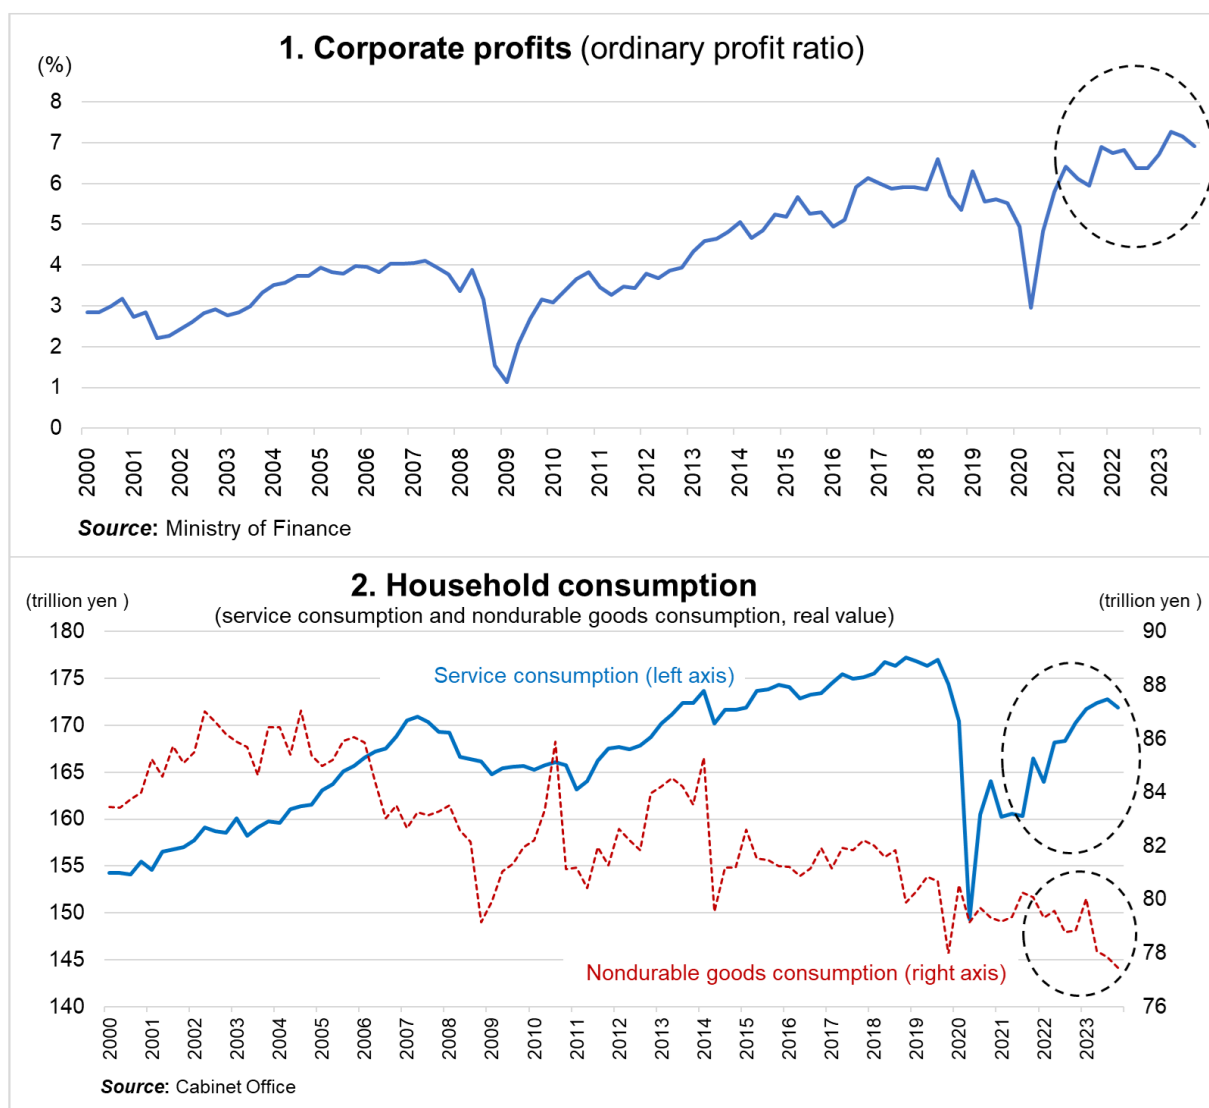 1. Corporate profits (ordinary profit ratio)
(%)
8
7
6
5
4
3
2
1
0
2000 2001 2002 2003 2004 2005 2006 2007 2008 2009 2010 2011 2012 2013 2014 2015 2016 2017 2018 2019 2020 2021 2022 2023
Source: Ministry of Finance
2. Household consumption
(service consumption and nondurable goods consumption, real value)
(trillion yen )
(trillion yen )
180
175
170
165
160
155
150
145
140
90
88
86
84
82
80
78
76
Service consumption (left axis)
Nondurable goods consumption (right axis)
2000 2001 2002 2003 2004 2005 2006 2007 2008 2009 2010 2011 2012 2013 2014 2015 2016 2017 2018 2019 2020 2021 2022 2023
Source: Cabinet Office